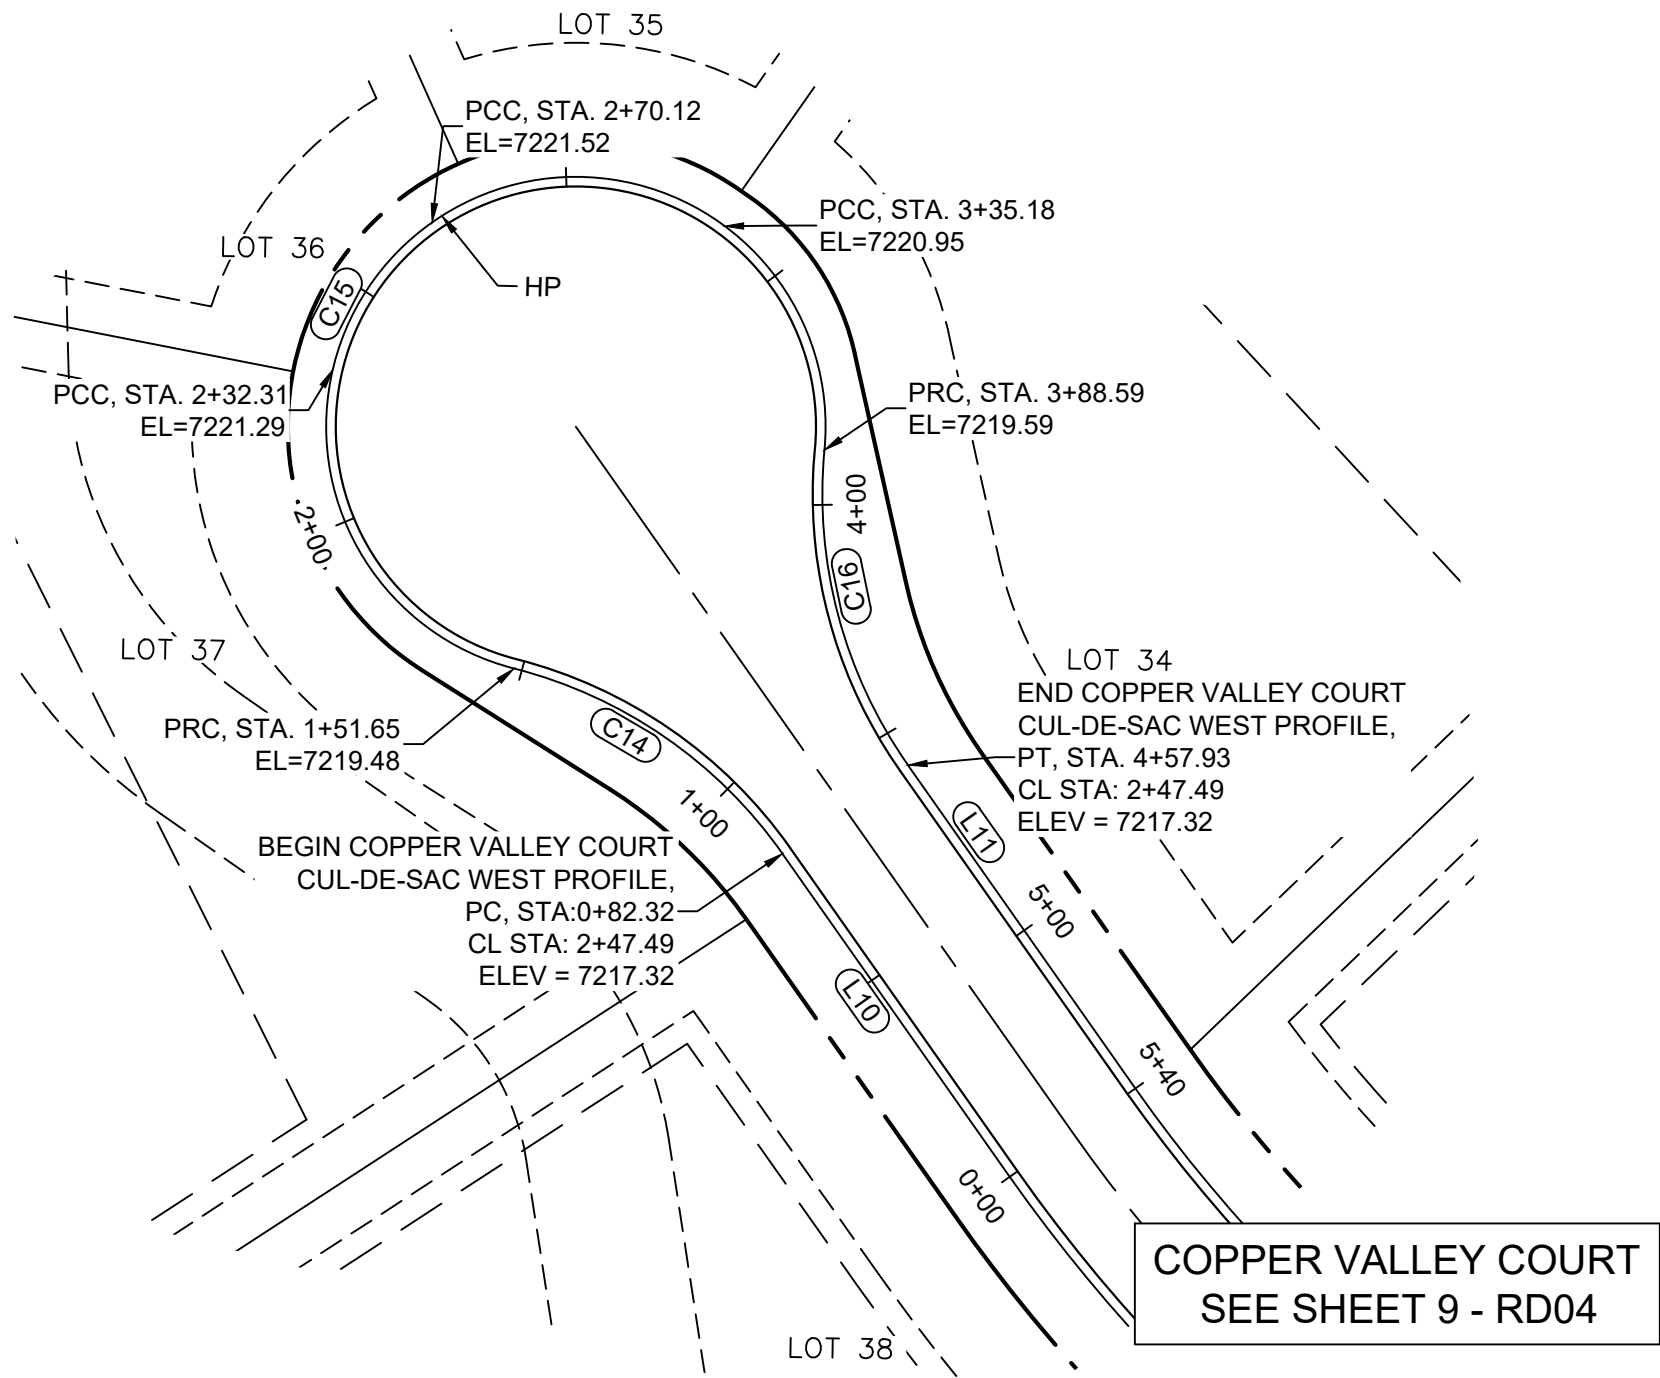 LOT 35
PCC, STA. 2+70.12
EL=7221.52
PCC, STA. 3+35.18
EL=7220.95
LOT 36
HP
C15
PCC, STA. 2+32.31
EL=7221.29
PRC, STA. 3+88.59
EL=7219.59
2+00
4+00
C16
LOT 37
LOT 34
END COPPER VALLEY COURT
CUL-DE-SAC WEST PROFILE,
PT, STA. 4+57.93
CL STA: 2+47.49
ELEV = 7217.32
PRC, STA. 1+51.65
EL=7219.48
C14
1+00
L11
BEGIN COPPER VALLEY COURT
CUL-DE-SAC WEST PROFILE,
PC, STA:0+82.32
CL STA: 2+47.49
ELEV = 7217.32
5+00
L10
5+40
0+00
COPPER VALLEY COURT
SEE SHEET 9 - RD04
LOT 38